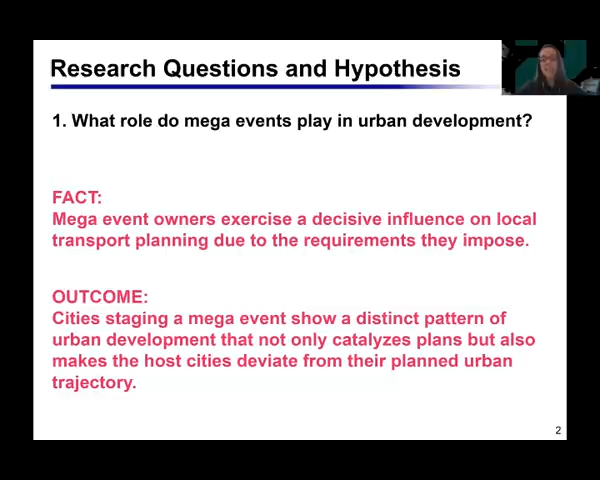 Research Questions and Hypothesis
1. What role do mega events play in urban development?
FACT:
Mega event owners exercise a decisive influence on local
transport planning due to the requirements they impose.
OUTCOME:
Cities staging a mega event show a distinct pattern of
urban development that not only catalyzes plans but also
makes the host cities deviate from their planned urban
trajectory.
2